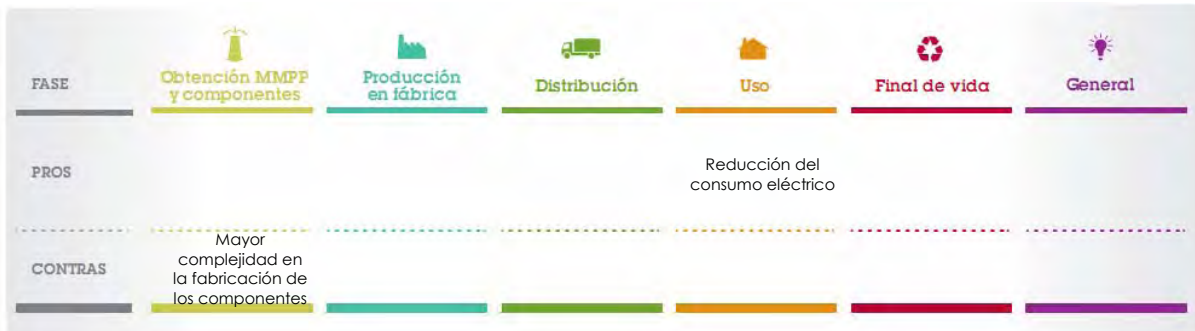 FASE
Obtención MMPP
y componentes
Producción
en fábrica
Distribución
Uso
Final de vida
General
PROS
Reducción del
consumo eléctrico
CONTRAS
Mayor
complejidad en
la fabricación de
los componentes